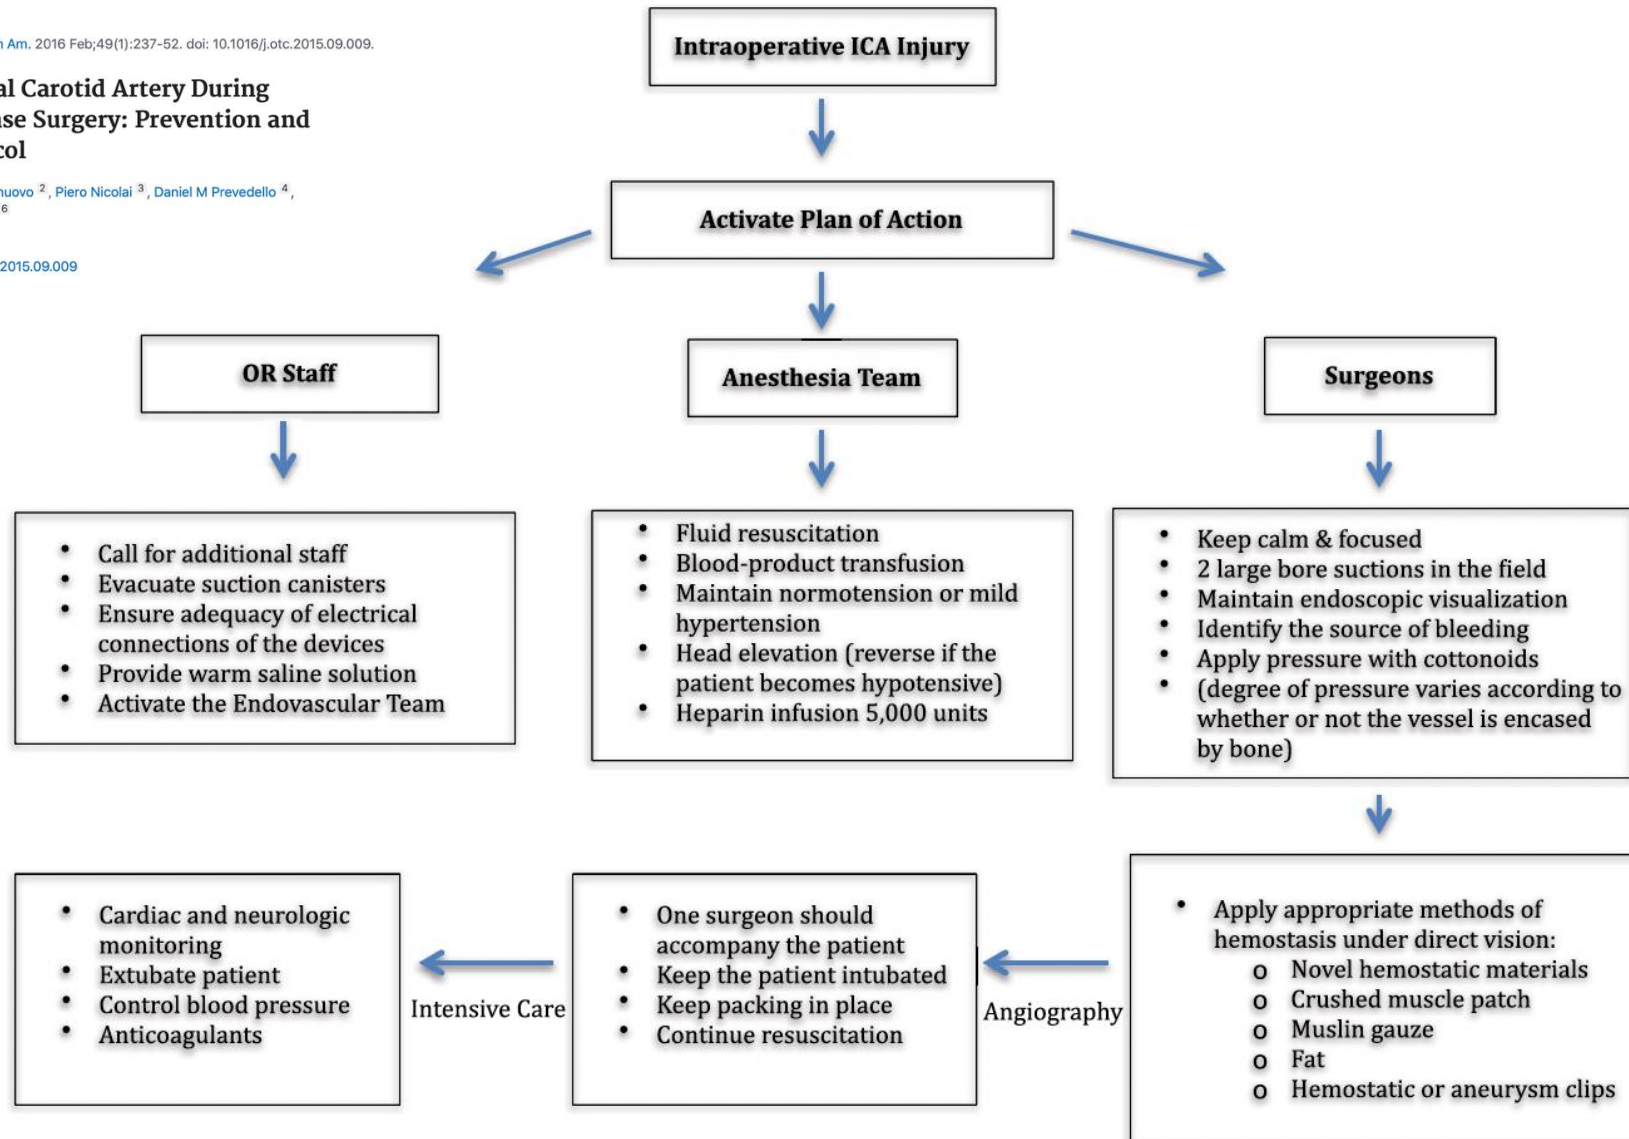 Am. 2016 Feb;49(1):237-52. doi: 10.1016/j.otc.2015.09.009.
Carotid Artery During
Surgery: Prevention and
Piero Nicolai 3, Daniel M Prevedello 4,
6
2015.09.009
Intraoperative ICA Injury
Activate Plan of Action
OR Staff
Anesthesia Team
Surgeons
• Call for additional staff
• Evacuate suction canisters
• Ensure adequacy of electrical
connections of the devices
• Provide warm saline solution
• Activate the Endovascular Team
• Fluid resuscitation
• Blood-product transfusion
• Maintain normotension or mild
hypertension
• Head elevation (reverse if the
patient becomes hypotensive)
• Heparin infusion 5,000 units
• Keep calm & focused
• 2 large bore suctions in the field
• Maintain endoscopic visualization
• Identify the source of bleeding
• Apply pressure with cottonoids
• (degree of pressure varies according to
whether or not the vessel is encased
by bone)
• Apply appropriate methods of
hemostasis under direct vision:
o Novel hemostatic materials
o Crushed muscle patch
o Muslin gauze
o Fat
o Hemostatic or aneurysm clips
Angiography
• One surgeon should
accompany the patient
• Keep the patient intubated
• Keep packing in place
• Continue resuscitation
Intensive Care
• Cardiac and neurologic
monitoring
• Extubate patient
• Control blood pressure
• Anticoagulants